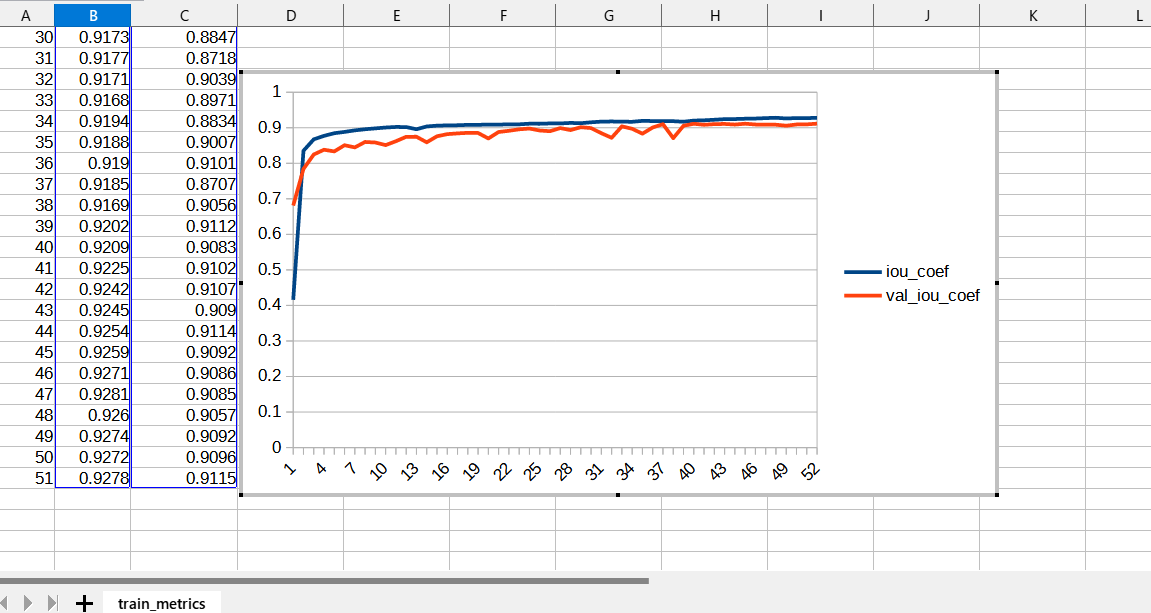 A B C D E F G H I J K L
30 0.9173 0.8847
31 0.9177 0.8718
32 0.9171 0.9039
33 0.9168 0.8971
34 0.9194 0.8834
35 0.9188 0.9007
36 0.919 0.9101
37 0.9185 0.8707
38 0.9169 0.9056
39 0.9202 0.9112
40 0.9209 0.9083
41 0.9225 0.9102
42 0.9242 0.9107
43 0.9245 0.909
44 0.9254 0.9114
45 0.9259 0.9092
46 0.9271 0.9086
47 0.9281 0.9085
48 0.926 0.9057
49 0.9274 0.9092
50 0.9272 0.9096
51 0.9278 0.9115
1
0.9
0.8
0.7
0.6
0.5
0.4
0.3
0.2
0.1
0
1 4 7 10 13 16 19 22 25 28 31 34 37 40 43 46 49 52
iou_coef
val_iou_coef
train_metrics